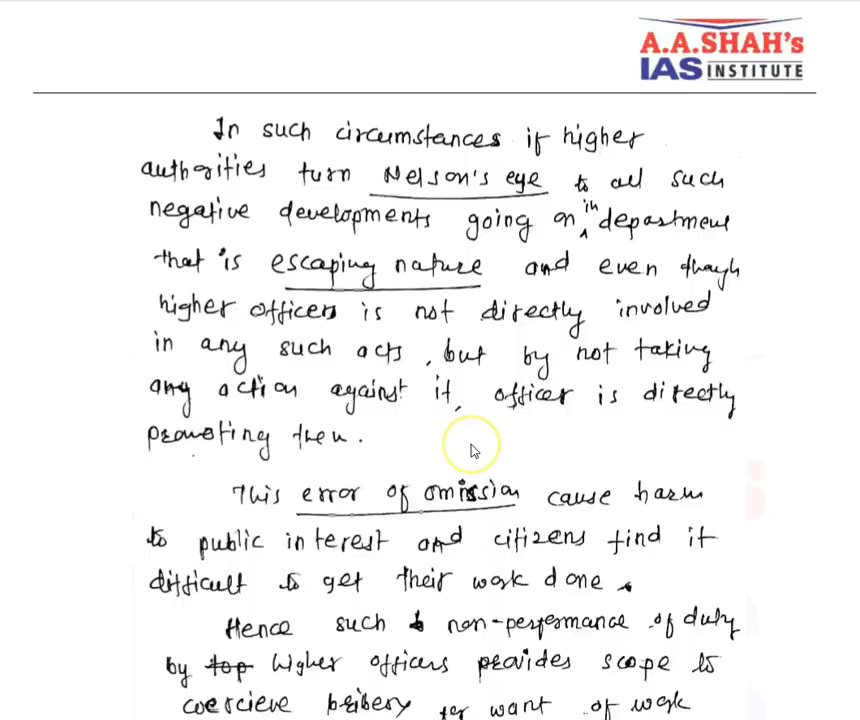 A.A.SHAH's
IAS INSTITUTE
In such circumstances if higher
authorities turn Nelson's eye to all such
negative developments going on in department
that is escaping nature and even though
higher officers is not directly involved
in any such acts, but by not taking
any action against it, officer is directly
promoting them.
This error of omission cause harm
to public interest and citizens find it
difficult to get their work done.
Hence such non-performance of duty
by top higher officers provides scope to
coercieve bribery for want of work